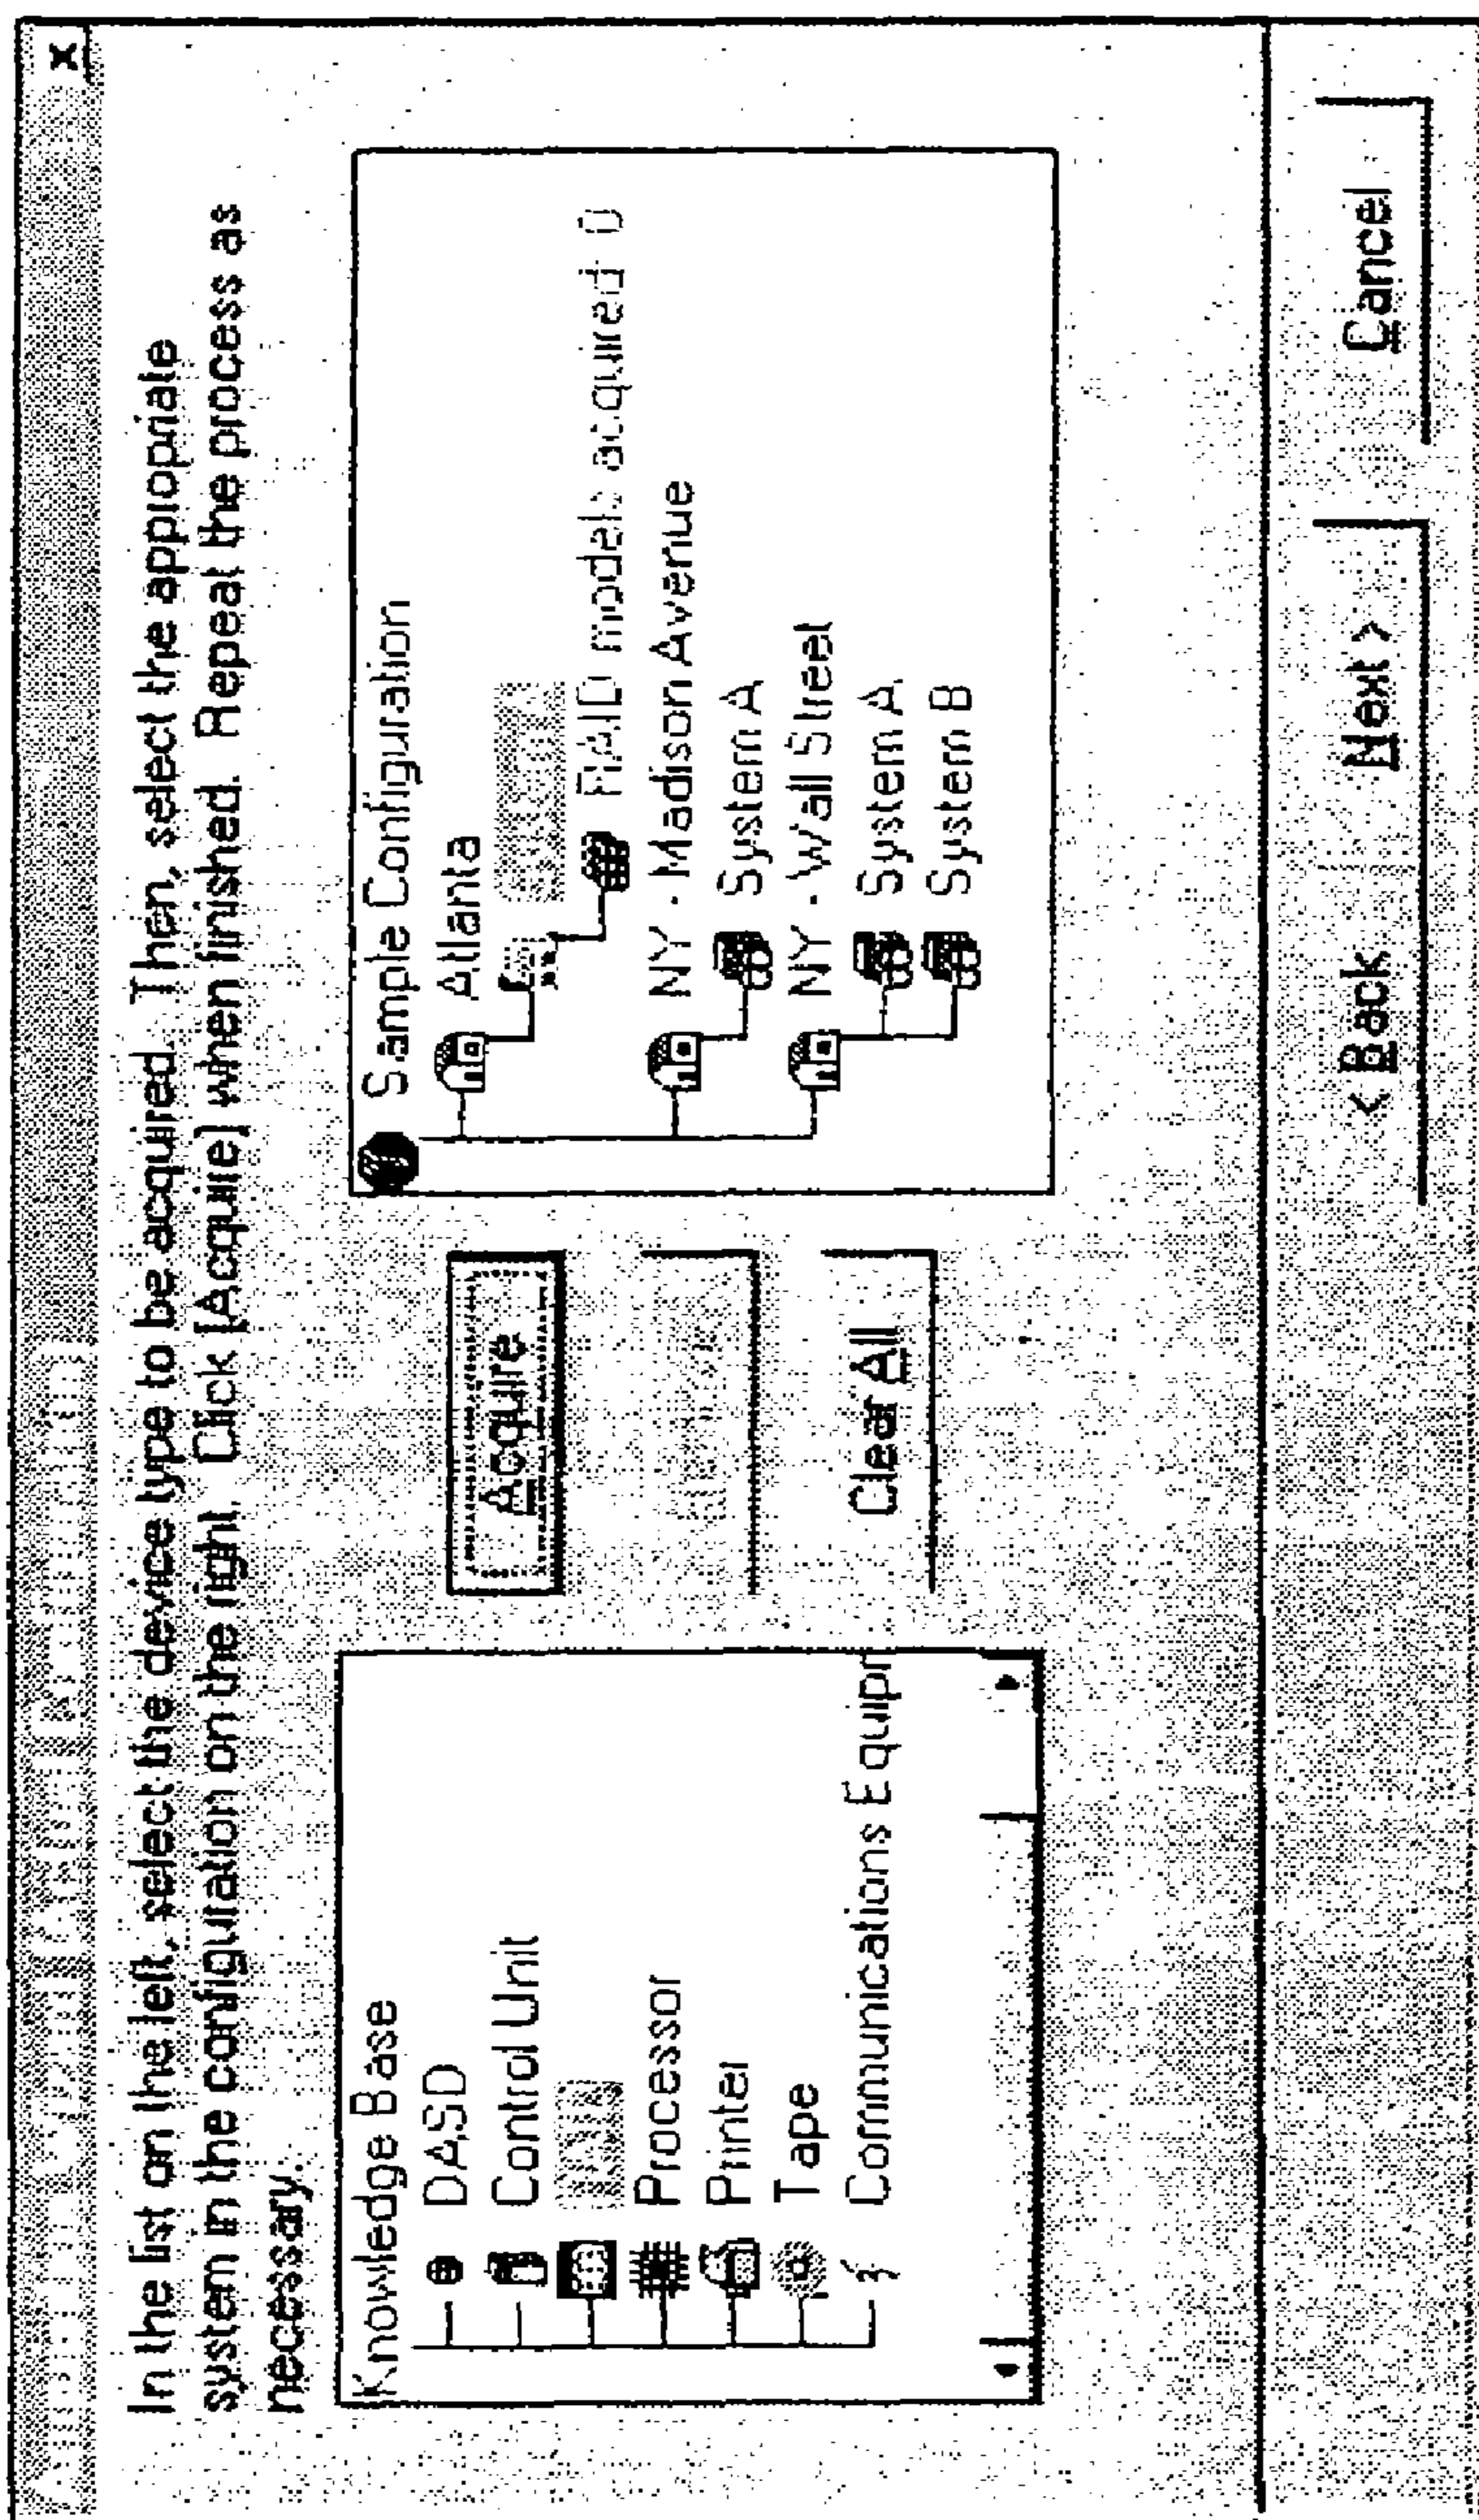 In the list on the left, select the device type to be acquired. Then, select the appropriate
system in the configuration on the right. Click [Acquire] when finished. Repeat the process as
necessary.
Knowledge Base
DASD
Control Unit
Processor
Printer
Tape
Communications Equipm
Acquire
Clear All
Sample Configuration
Atlanta
RAID models acquired 0
NY - Madison Avenue
System A
NY - Wall Street
System A
System B
< Back
Next >
Cancel